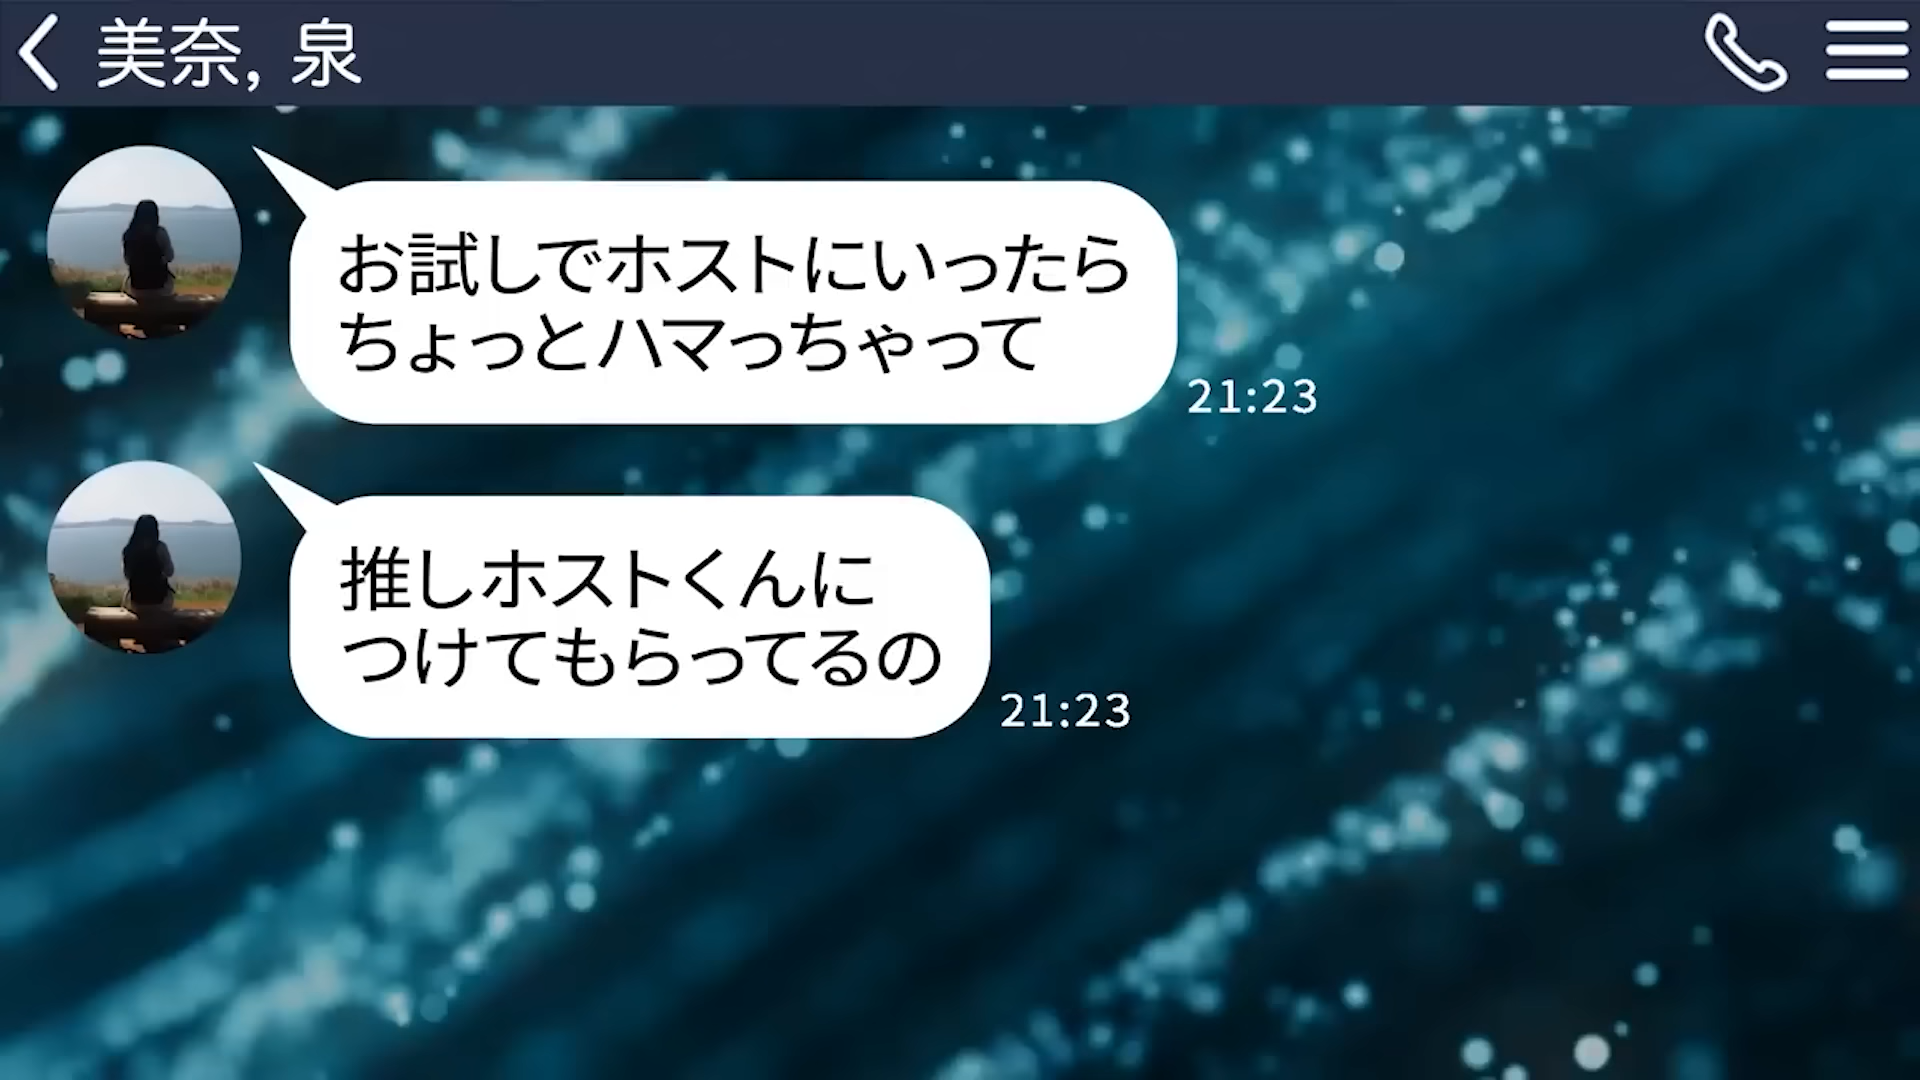 美奈, 泉
お試しでホストにいったら
ちょっとハマっちゃって
21:23
推しホストくんに
つけてもらってるの
21:23